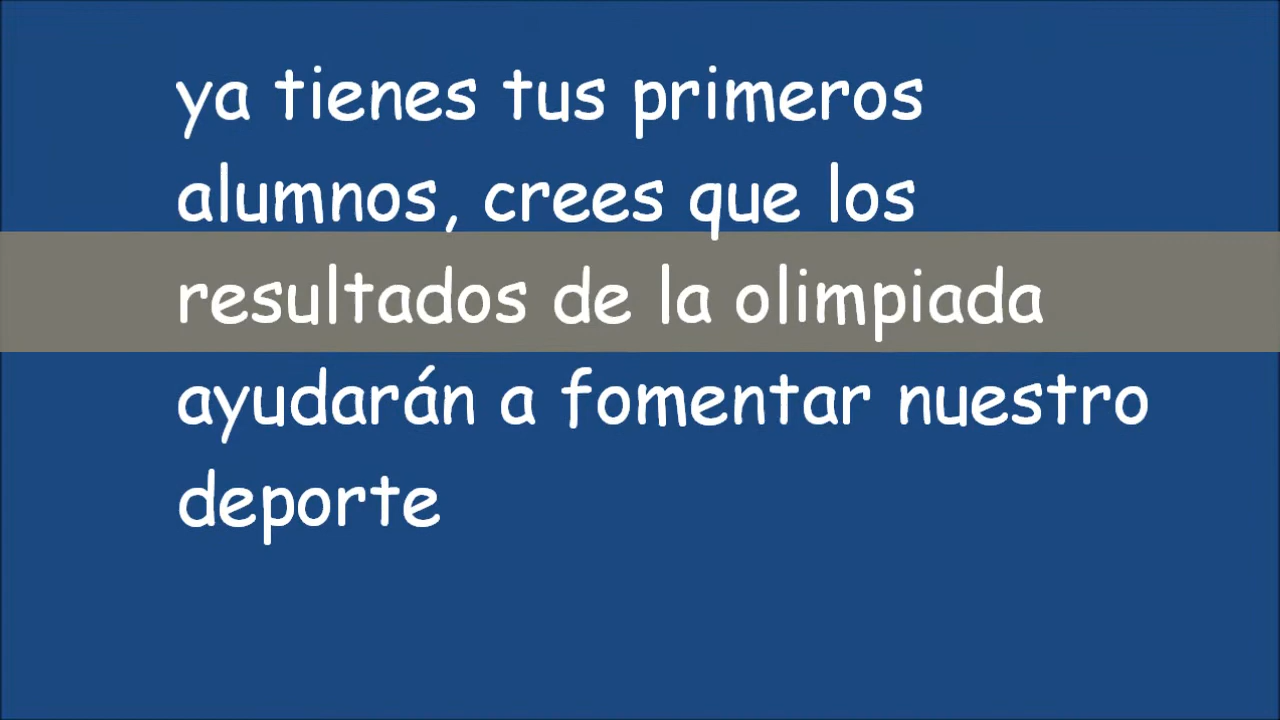 ya tienes tus primeros
alumnos, crees que los
resultados de la olimpiada
ayudarán a fomentar nuestro
deporte